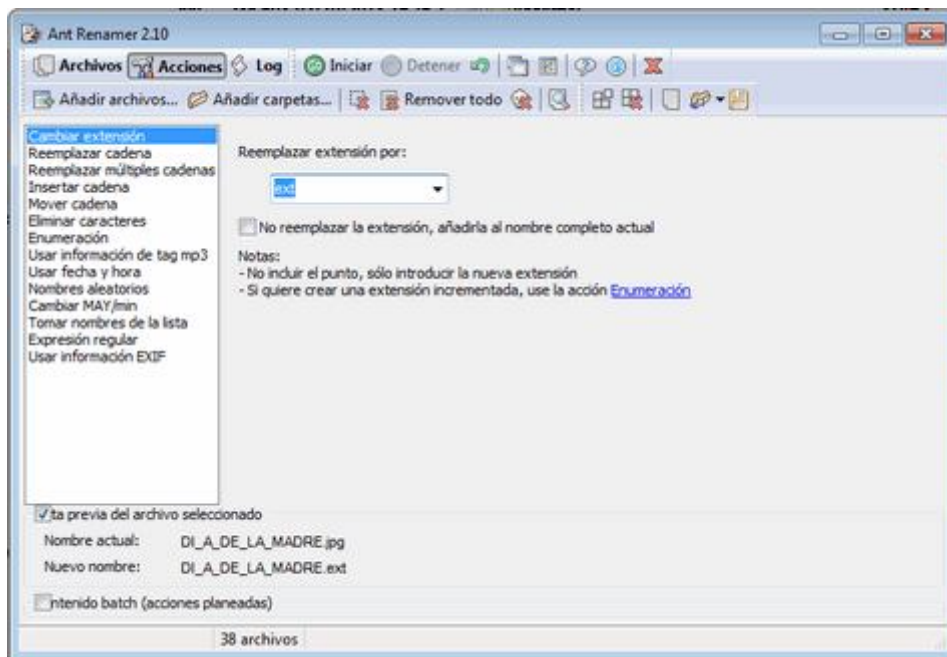 Ant Renamer 2.10
Archivos Acciones Log Iniciar Detener
Añadir archivos... Añadir carpetas... Remover todo
Cambiar extensión
Reemplazar cadena
Reemplazar múltiples cadenas
Insertar cadena
Mover cadena
Eliminar caracteres
Enumeración
Usar información de tag mp3
Usar fecha y hora
Nombres aleatorios
Cambiar MAY/min
Tomar nombres de la lista
Expresión regular
Usar información EXIF
Reemplazar extensión por:
ext
No reemplazar la extensión, añadirla al nombre completo actual
Notas:
- No incluir el punto, sólo introducir la nueva extensión
- Si quiere crear una extensión incrementada, use la acción Enumeración
ta previa del archivo seleccionado
Nombre actual: DI_A_DE_LA_MADRE.jpg
Nuevo nombre: DI_A_DE_LA_MADRE.ext
ntenido batch (acciones planeadas)
38 archivos